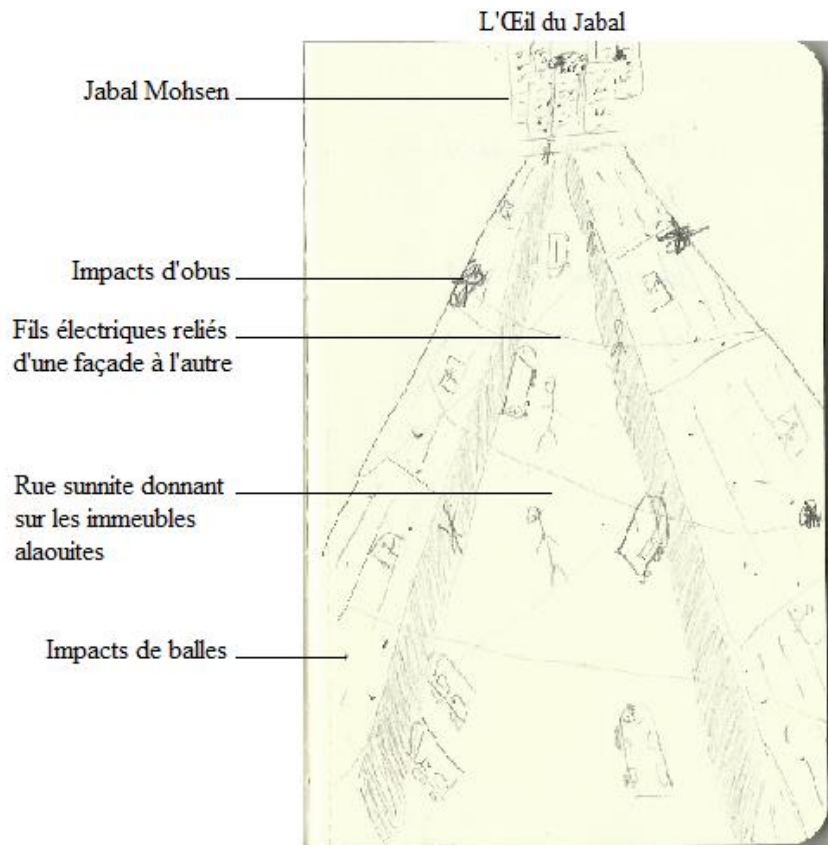 L'Œil du Jabal
Jabal Mohsen
Impacts d'obus
Fils électriques reliés
d'une façade à l'autre
Rue sunnite donnant
sur les immeubles
alaouites
Impacts de balles